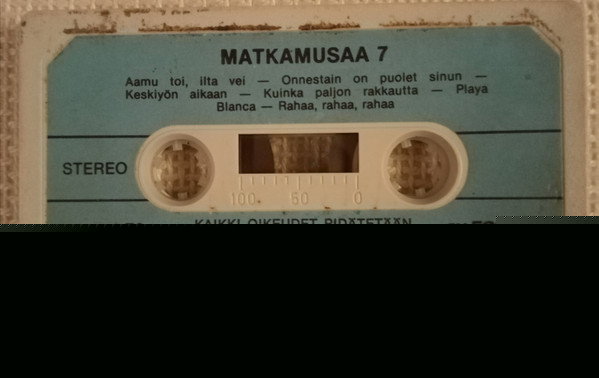 MATKAMUSAA 7
Aamu toi, ilta vei — Onnestain on puolet sinun —
Keskiyön aikaan — Kuinka paljon rakkautta — Playa
Blanca — Rahaa, rahaa, rahaa
STEREO
100 50 0
KAIKKI OIKEUDET PIDÄTETÄÄN